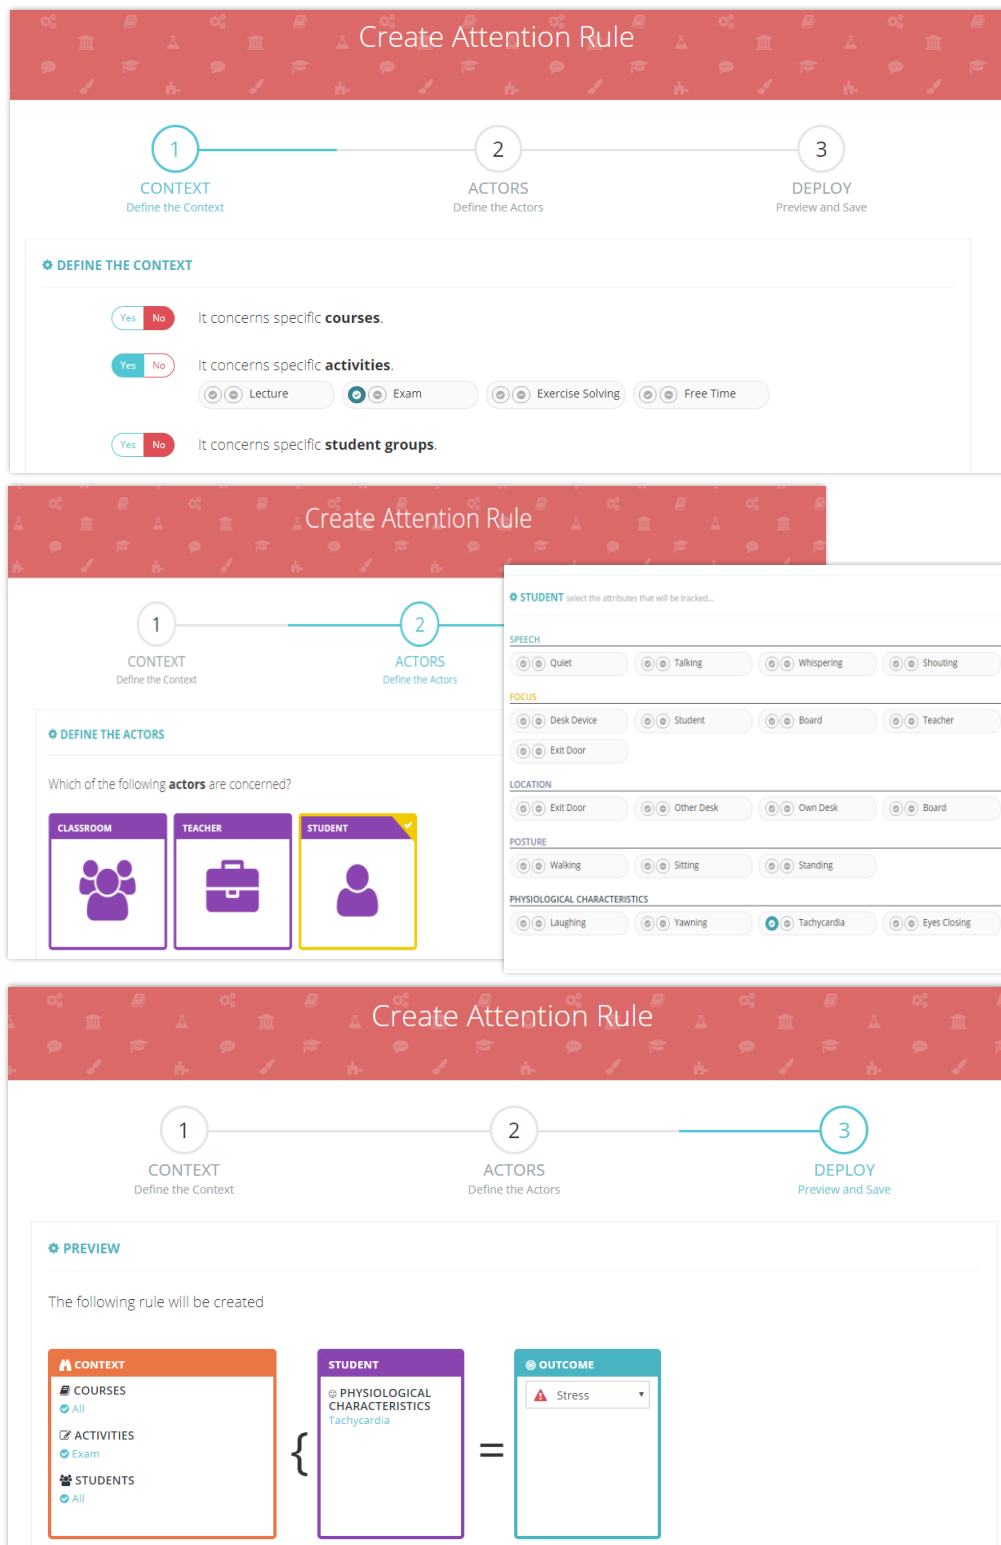 Create Attention Rule
1 2 3
CONTEXT ACTORS DEPLOY
Define the Context Define the Actors Preview and Save
DEFINE THE CONTEXT
Yes No It concerns specific courses.
Yes No It concerns specific activities.
Lecture Exam Exercise Solving Free Time
Yes No It concerns specific student groups.
Create Attention Rule
1 2
CONTEXT ACTORS
Define the Context Define the Actors
DEFINE THE ACTORS
Which of the following actors are concerned?
CLASSROOM TEACHER STUDENT
STUDENT select the attributes that will be tracked...
SPEECH
Quiet Talking Whispering Shouting
FOCUS
Desk Device Student Board Teacher
Exit Door
LOCATION
Exit Door Other Desk Own Desk Board
POSTURE
Walking Sitting Standing
PHYSIOLOGICAL CHARACTERISTICS
Laughing Yawning Tachycardia Eyes Closing
Create Attention Rule
1 2 3
CONTEXT ACTORS DEPLOY
Define the Context Define the Actors Preview and Save
PREVIEW
The following rule will be created
CONTEXT
COURSES
All
ACTIVITIES
Exam
STUDENTS
All
{
STUDENT
PHYSIOLOGICAL
CHARACTERISTICS
Tachycardia
=
OUTCOME
Stress